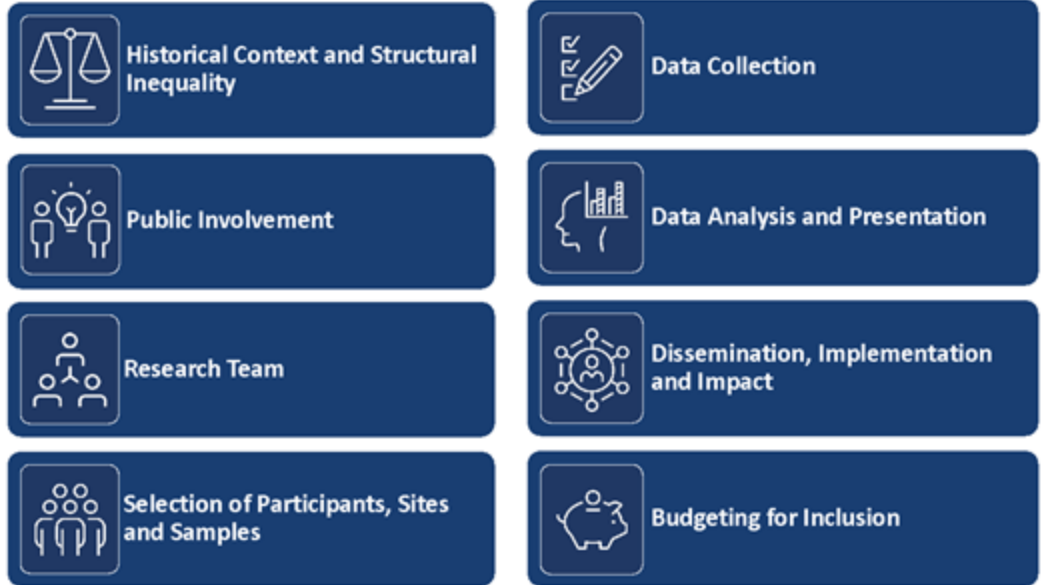 Historical Context and Structural
Inequality
Public Involvement
Research Team
Selection of Participants, Sites
and Samples
Data Collection
Data Analysis and Presentation
Dissemination, Implementation
and Impact
Budgeting for Inclusion